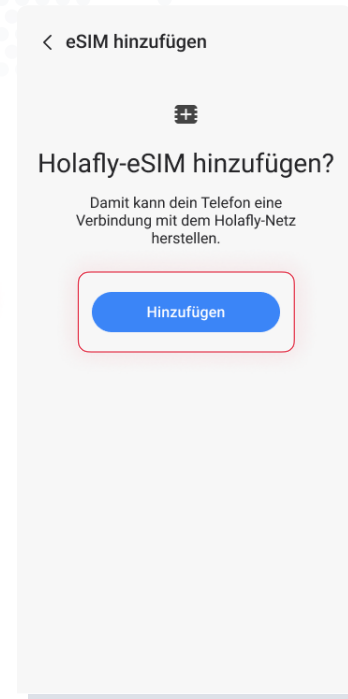 eSIM hinzufügen
Holafly-eSIM hinzufügen?
Damit kann dein Telefon eine
Verbindung mit dem Holafly-Netz
herstellen.
Hinzufügen